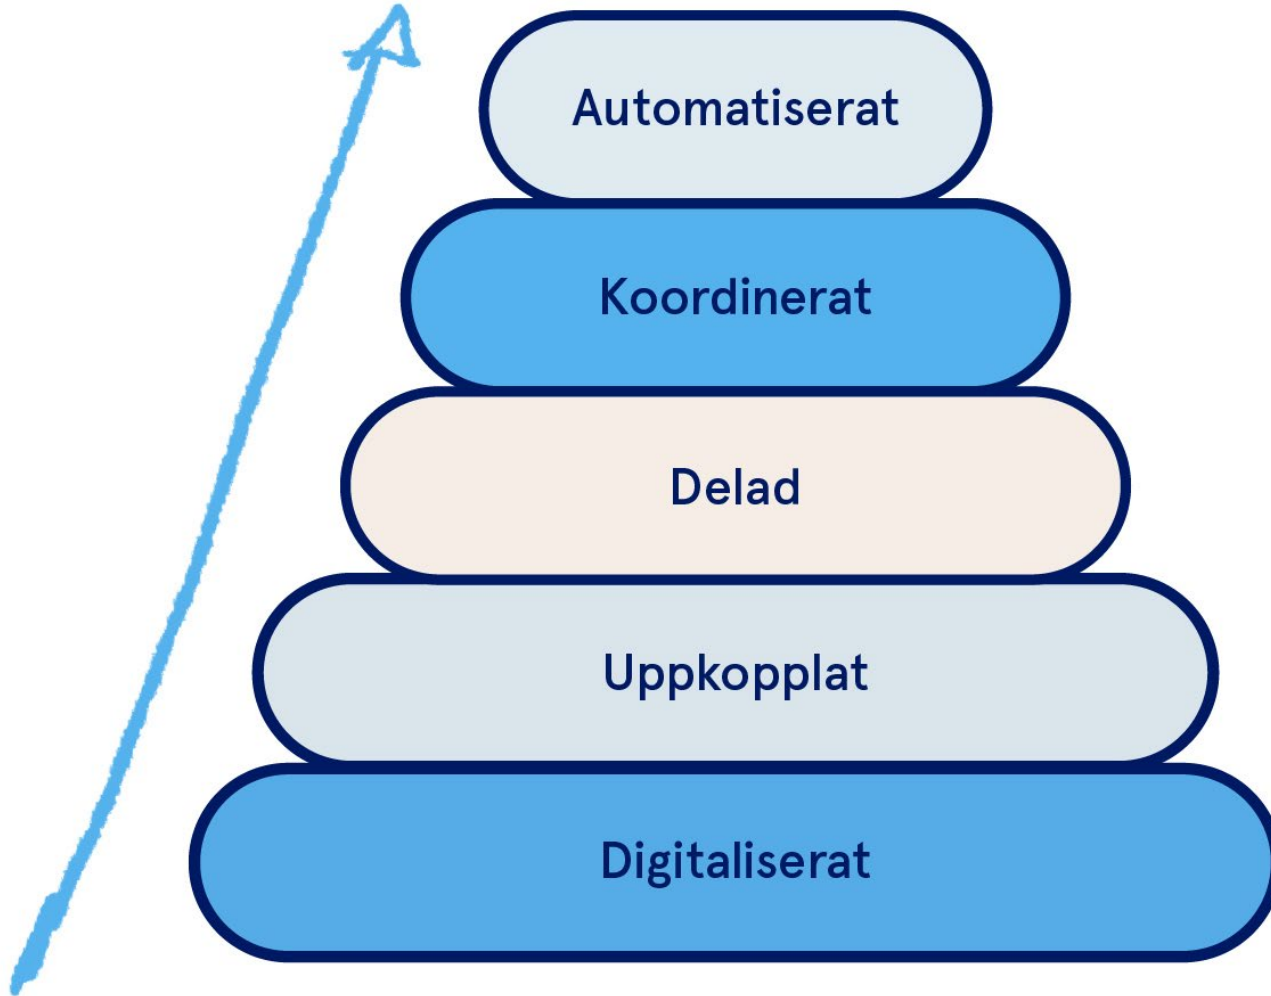 Automatiserat
Koordinerat
Delad
Uppkopplat
Digitaliserat